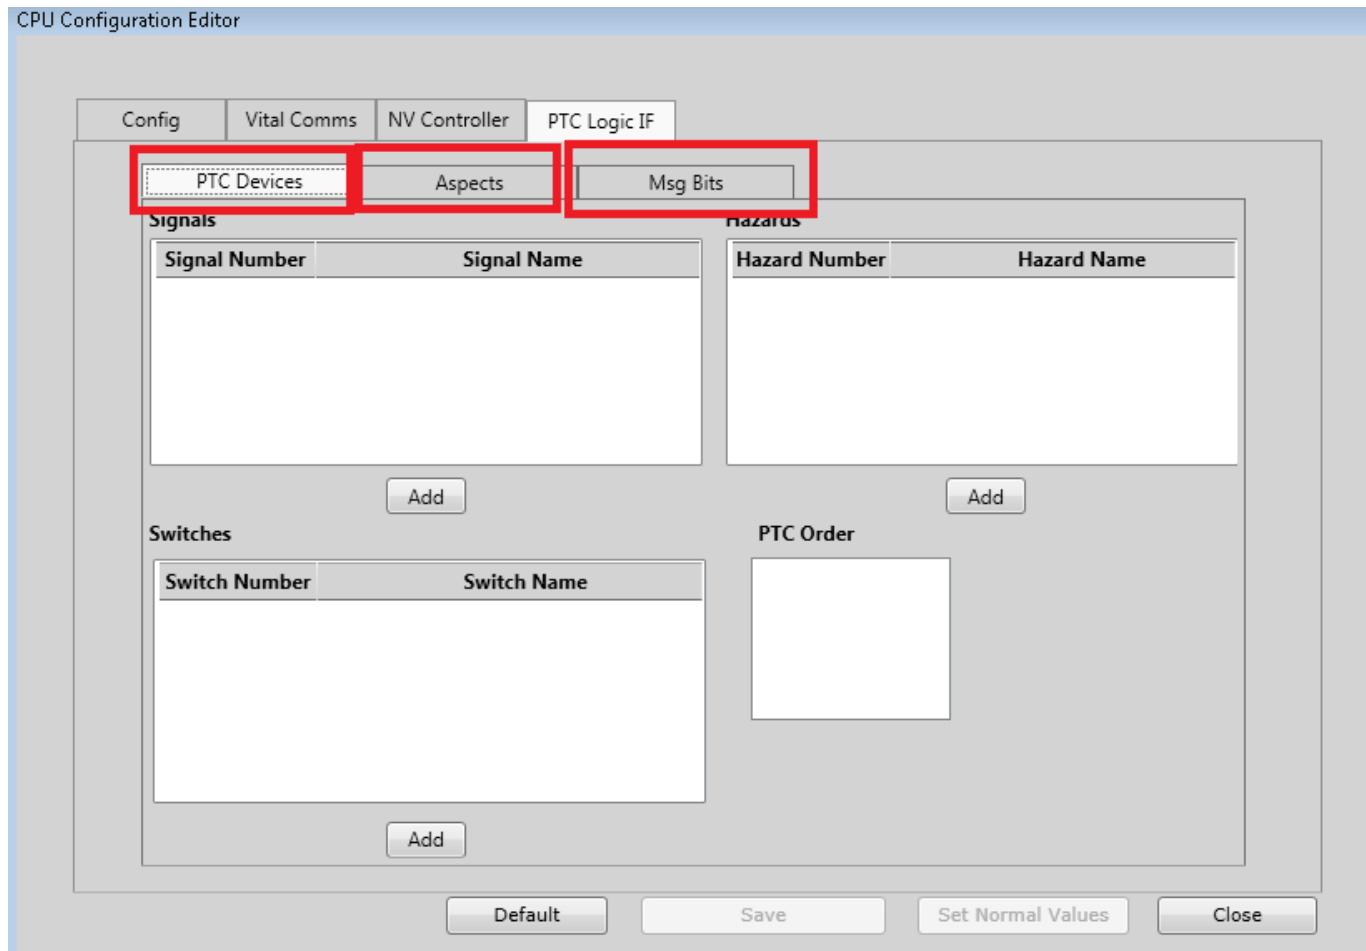 CPU Configuration Editor
Config Vital Comms NV Controller PTC Logic IF
PTC Devices Aspects Msg Bits
Signals Hazards
Signal Number Signal Name Hazard Number Hazard Name
Add Add
Switches PTC Order
Switch Number Switch Name
Add
Default Save Set Normal Values Close